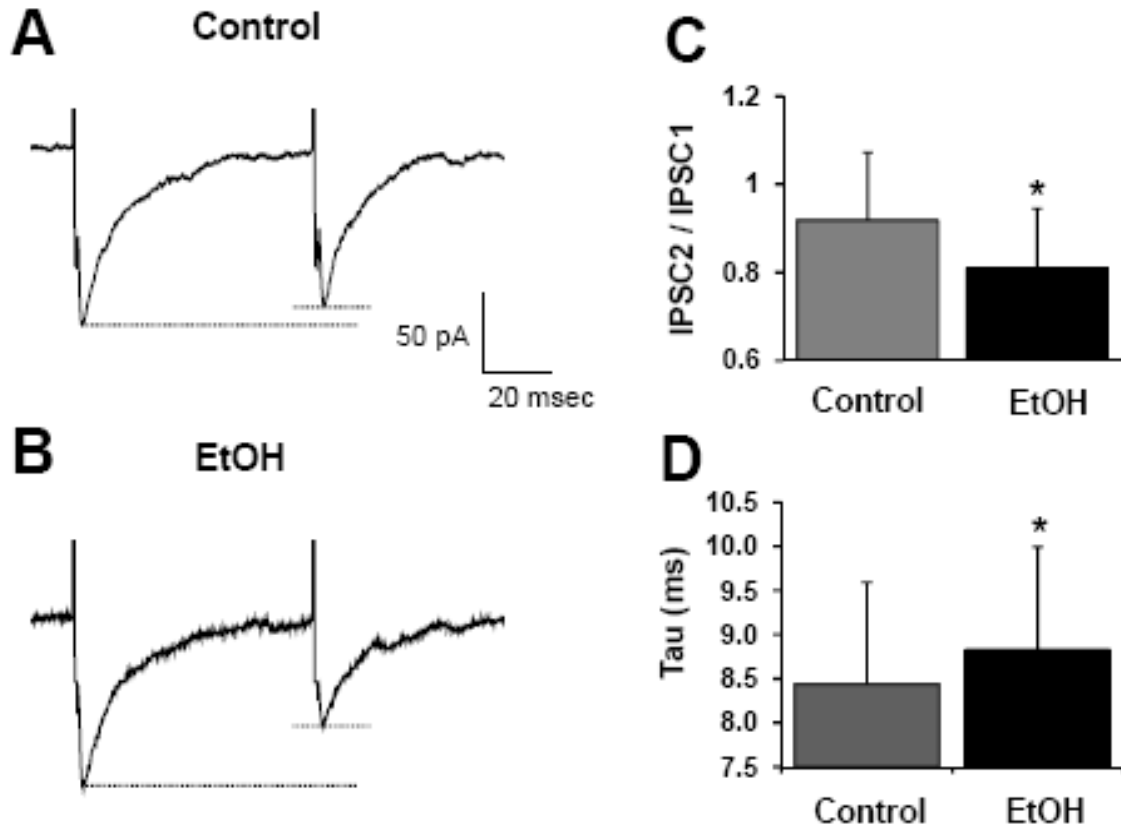 A
Control
50 pA
20 msec
B
EtOH
C
IPSC2 / IPSC1
1.2
1
0.8
0.6
*
Control
EtOH
D
Tau (ms)
10.5
10.0
9.5
9.0
8.5
8.0
7.5
*
Control
EtOH